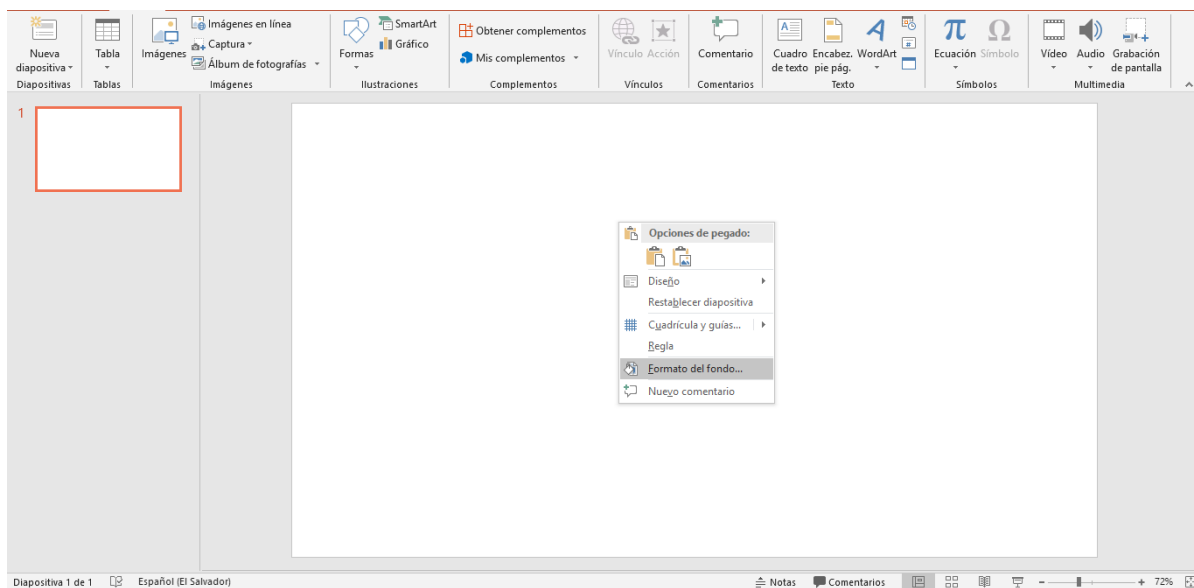 Nueva
diapositiva
Diapositivas
Tabla
Tablas
Imágenes
Imágenes en línea
Captura
Álbum de fotografías
Imágenes
Formas
SmartArt
Gráfico
Ilustraciones
Obtener complementos
Mis complementos
Complementos
Vínculo Acción
Vínculos
Comentario
Comentarios
Cuadro Encabez. WordArt
de texto pie pág.
Texto
Ecuación Símbolo
Símbolos
Vídeo Audio Grabación
de pantalla
Multimedia
1
Opciones de pegado:
Diseño
Restablecer diapositiva
Cuadrícula y guías...
Regla
Formato del fondo...
Nuevo comentario
Diapositiva 1 de 1 Español (El Salvador) Notas Comentarios 72%